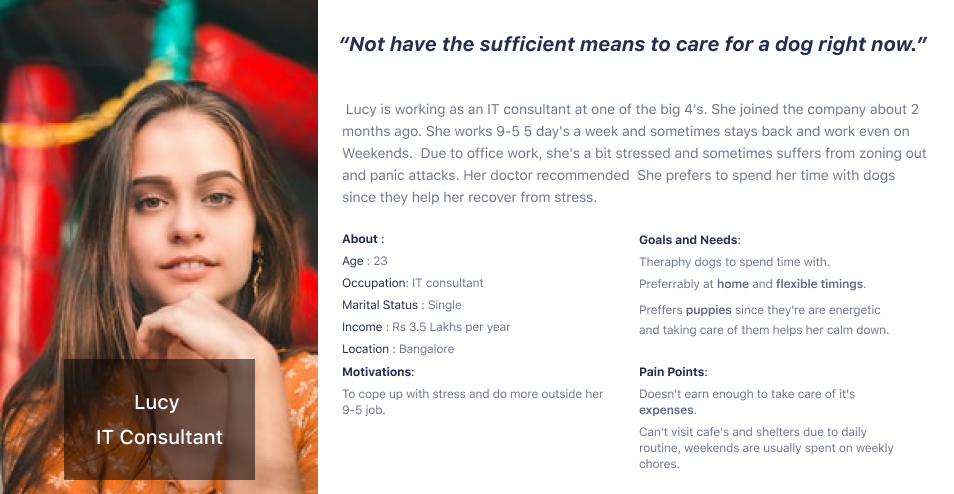 “Not have the sufficient means to care for a dog right now.”
Lucy is working as an IT consultant at one of the big 4's. She joined the company about 2
months ago. She works 9-5 5 day's a week and sometimes stays back and work even on
Weekends.  Due to office work, she's a bit stressed and sometimes suffers from zoning out
and panic attacks. Her doctor recommended  She prefers to spend her time with dogs
since they help her recover from stress.
About :
Age : 23
Occupation: IT consultant
Marital Status : Single
Income : Rs 3.5 Lakhs per year
Location : Bangalore
Motivations:
To cope up with stress and do more outside her
9-5 job.
Goals and Needs:
Theraphy dogs to spend time with.
Preferrably at home and flexible timings.
Preffers puppies since they're are energetic
and taking care of them helps her calm down.
Pain Points:
Doesn't earn enough to take care of it's
expenses.
Can't visit cafe's and shelters due to daily
routine, weekends are usually spent on weekly
chores.
Lucy
IT Consultant